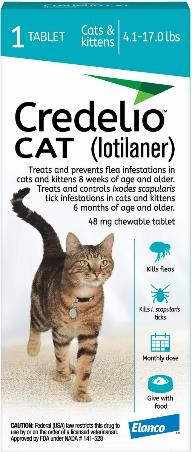 1 TABLET
Cats & kittens
4.1-17.0 lbs
Credelio
CAT (lotilaner)
Treats and prevents flea infestations in
cats and kittens 8 weeks of age and older.
Treats and controls Ixodes scapularis
tick infestations in cats and kittens
6 months of age and older.
48 mg chewable tablet
Kills fleas
Kills I. scapularis
ticks
Monthly dose
Give with
food
CAUTION: Federal (USA) law restricts this drug to
use by or on the order of a licensed veterinarian.
Approved by FDA under NADA # 141-528
Elanco